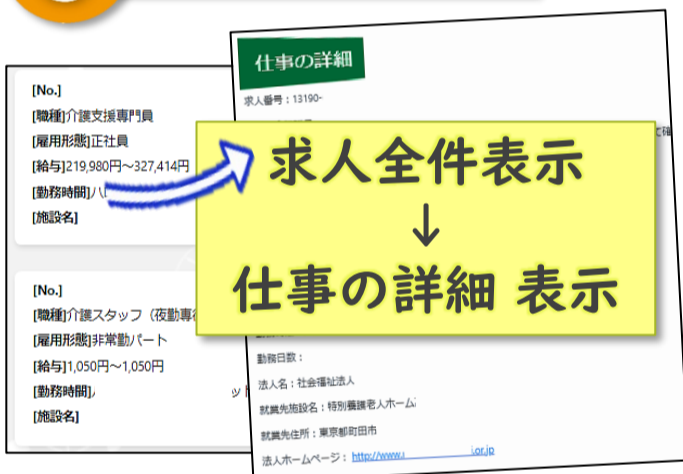 [No.]
[職種]介護支援専門員
[雇用形態]正社員
[給与]219,980円～327,414円
[勤務時間]ハ
[施設名]
[No.]
[職種]介護スタッフ（夜勤専
[雇用形態]非常勤パート
[給与]1,050円～1,050円
[勤務時間]
ット
[施設名]
仕事の詳細
求人番号：13190-
求人全件表示
↓
仕事の詳細 表示
勤務日数：
法人名：社会福祉法人
就業先施設名：特別養護老人ホーム
就業先住所：東京都町田市
法人ホームページ： http://www. .or.jp